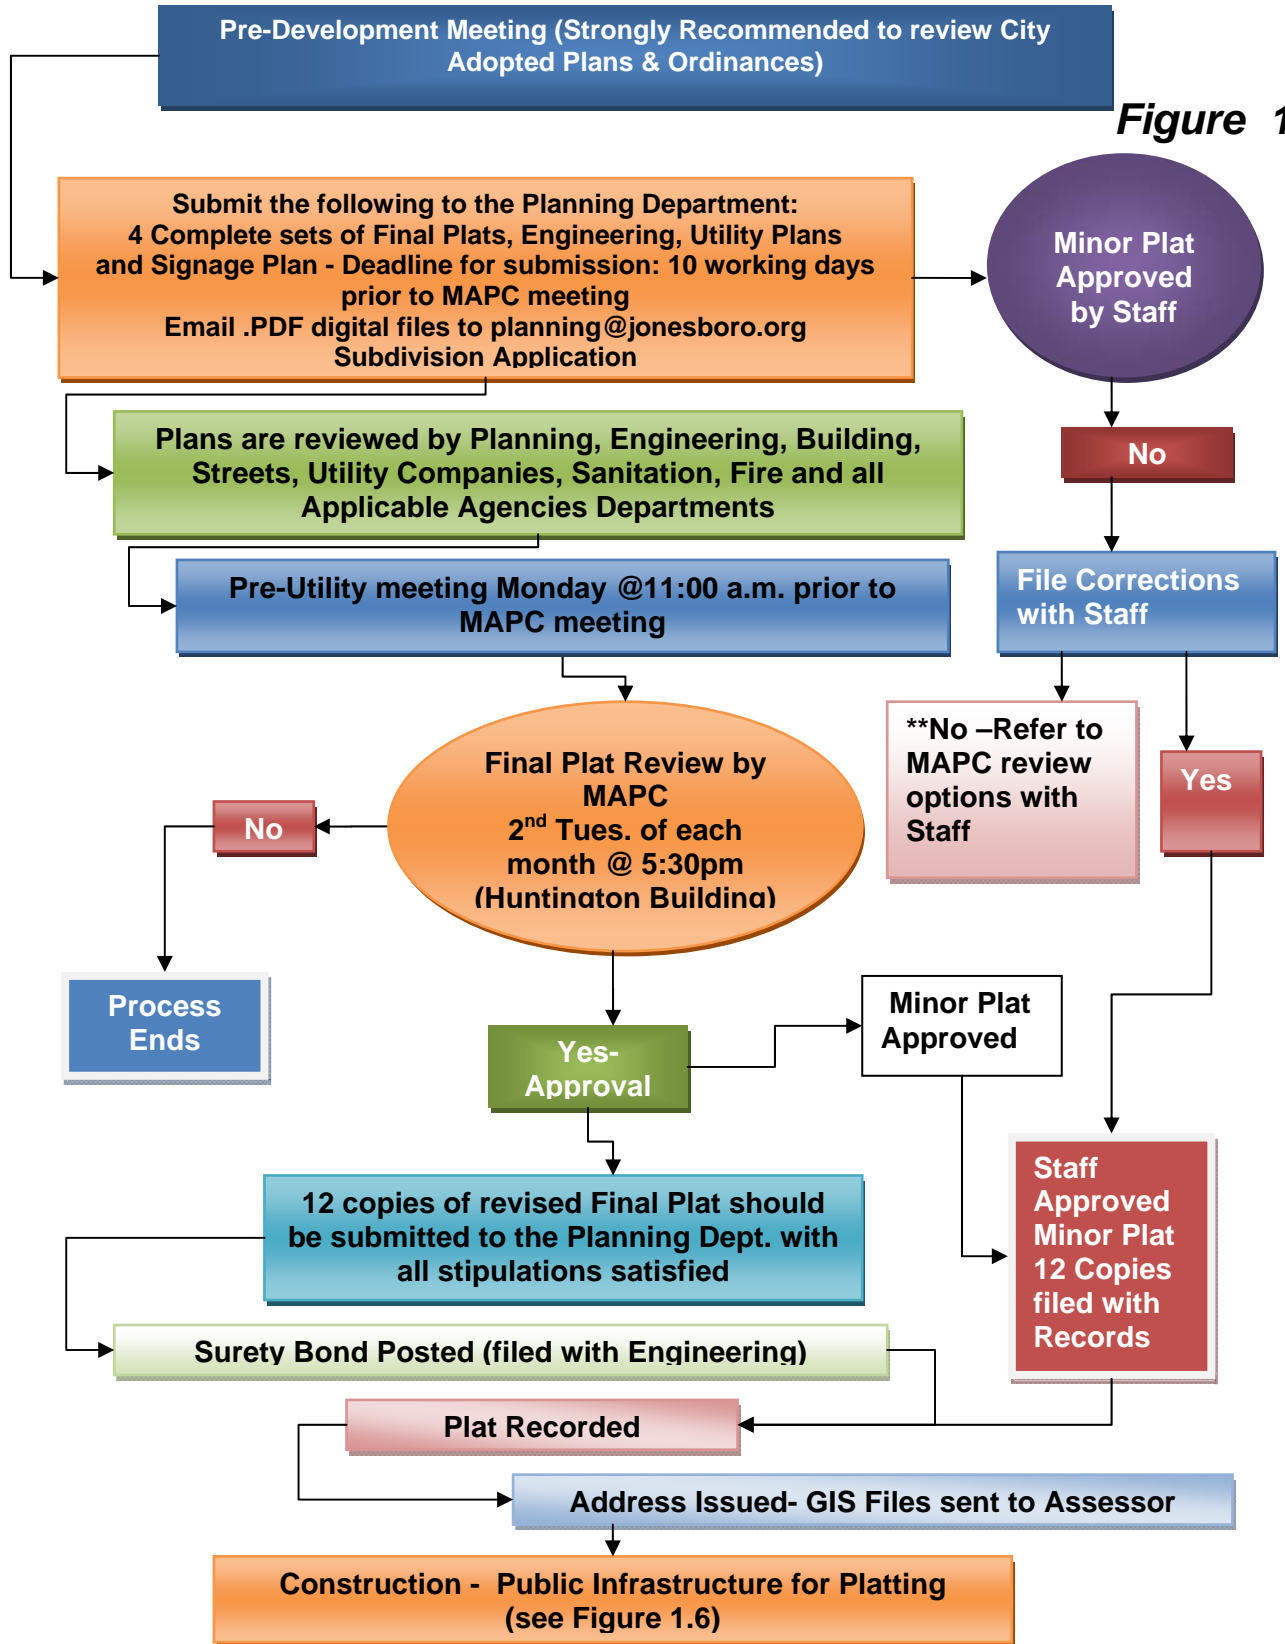 Pre-Development Meeting (Strongly Recommended to review City
Adopted Plans & Ordinances)
Figure 1
Submit the following to the Planning Department:
4 Complete sets of Final Plats, Engineering, Utility Plans
and Signage Plan - Deadline for submission: 10 working days
prior to MAPC meeting
Email .PDF digital files to planning@jonesboro.org
Subdivision Application
Minor Plat
Approved
by Staff
Plans are reviewed by Planning, Engineering, Building,
Streets, Utility Companies, Sanitation, Fire and all
Applicable Agencies Departments
No
Pre-Utility meeting Monday @11:00 a.m. prior to
MAPC meeting
File Corrections
with Staff
**No –Refer to
MAPC review
options with
Staff
Yes
Final Plat Review by
MAPC
2nd Tues. of each
month @ 5:30pm
(Huntington Building)
No
Process
Ends
Yes-
Approval
Minor Plat
Approved
Staff
Approved
Minor Plat
12 Copies
filed with
Records
12 copies of revised Final Plat should
be submitted to the Planning Dept. with
all stipulations satisfied
Surety Bond Posted (filed with Engineering)
Plat Recorded
Address Issued- GIS Files sent to Assessor
Construction - Public Infrastructure for Platting
(see Figure 1.6)